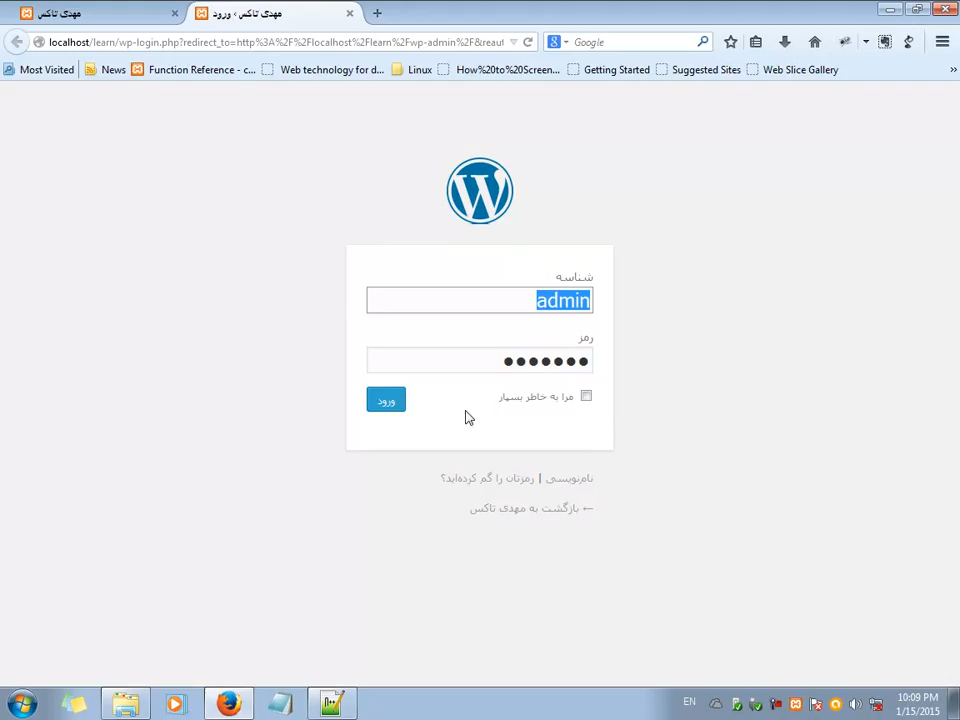 مهدی تاکس
مهدی تاکس › ورود
localhost/learn/wp-login.php?redirect_to=http%3A%2F%2Flocalhost%2Flearn%2Fwp-admin%2F&reaut
Google
Most Visited
News
Function Reference - c...
Web technology for d...
Linux
How%20to%20Screen...
Getting Started
Suggested Sites
Web Slice Gallery
»
شناسه
admin
رمز
مرا به خاطر بسپار
ورود
نام‌نویسی | رمزتان را گم کرده‌اید؟
← بازگشت به مهدی تاکس
EN
10:09 PM
1/15/2015